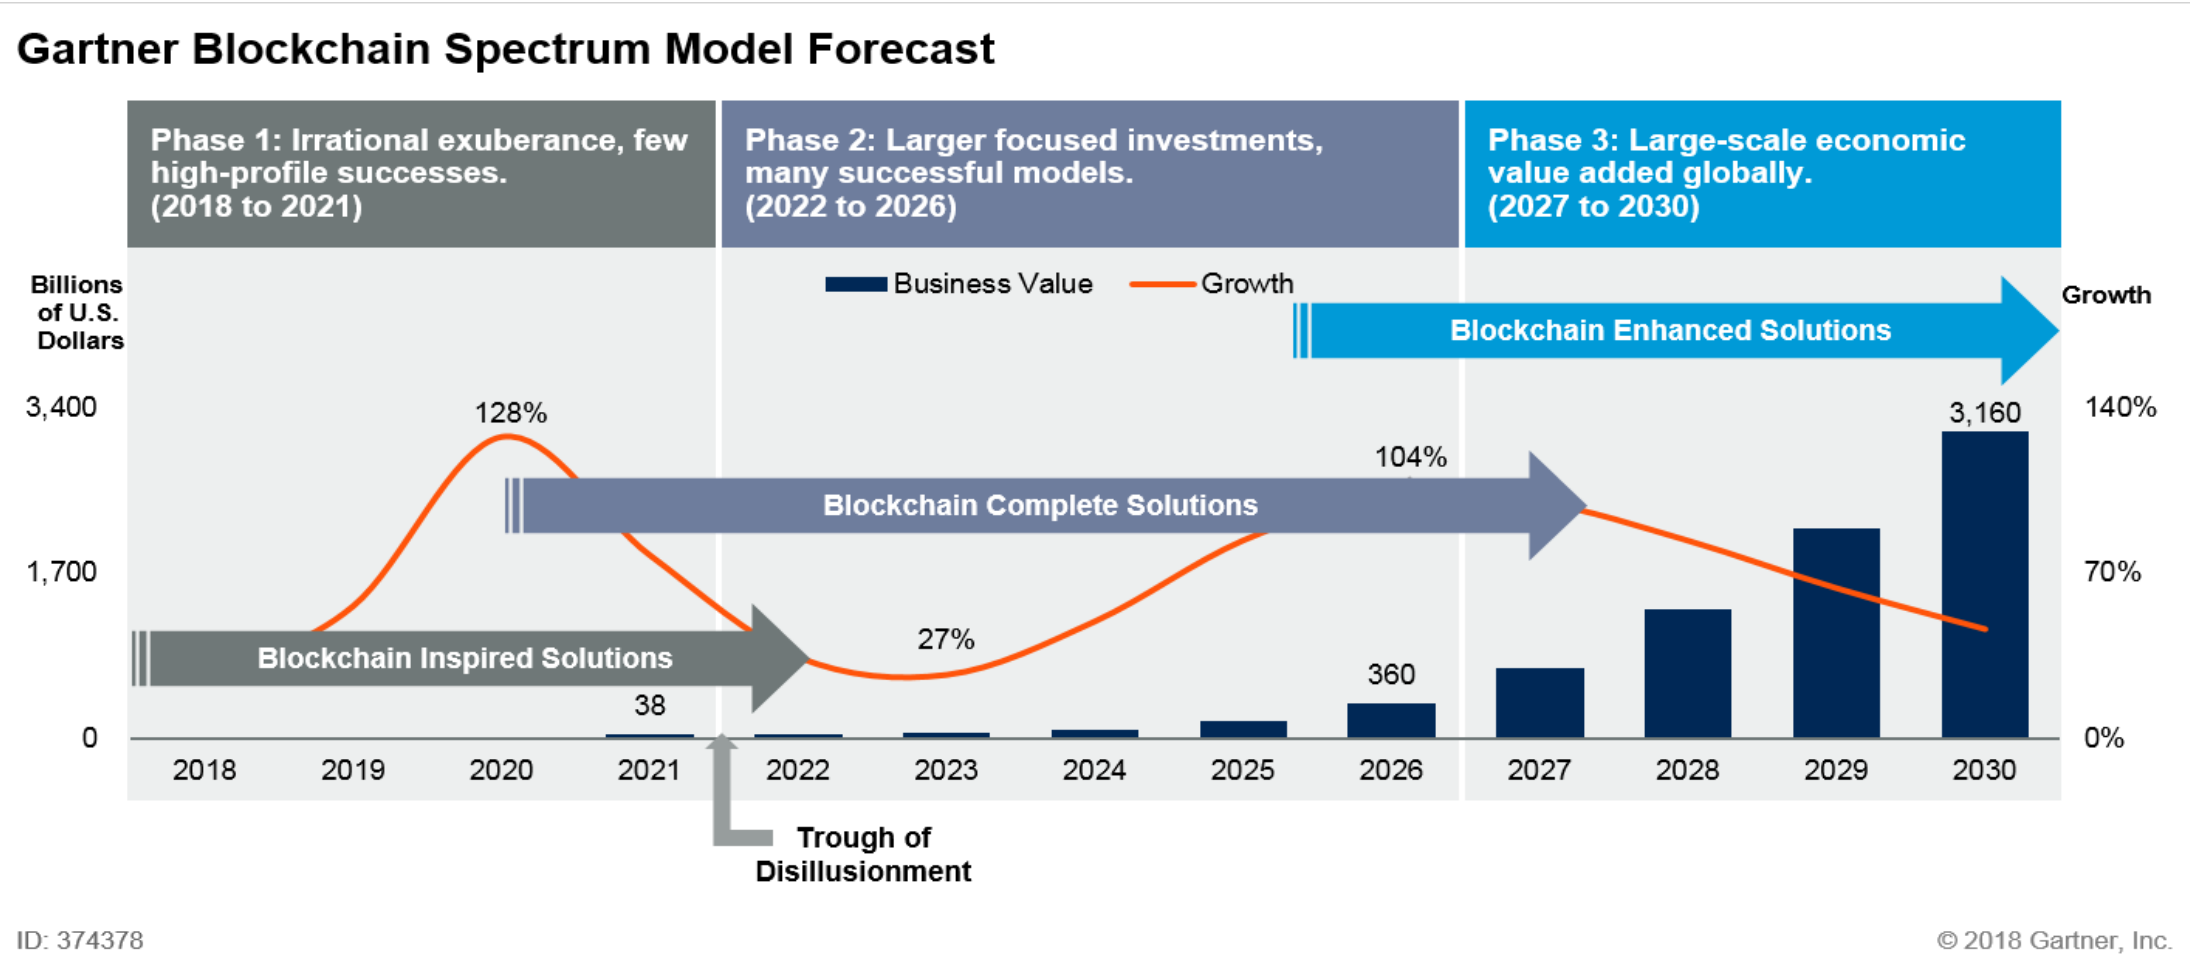 Gartner Blockchain Spectrum Model Forecast
Phase 1: Irrational exuberance, few
high-profile successes.
(2018 to 2021)
Phase 2: Larger focused investments,
many successful models.
(2022 to 2026)
Phase 3: Large-scale economic
value added globally.
(2027 to 2030)
Billions
of U.S.
Dollars
Business Value
Growth
Growth
Blockchain Enhanced Solutions
3,400
128%
3,160
140%
104%
Blockchain Complete Solutions
1,700
70%
Blockchain Inspired Solutions
27%
360
38
0
0%
2018
2019
2020
2021
2022
2023
2024
2025
2026
2027
2028
2029
2030
Trough of
Disillusionment
ID: 374378
© 2018 Gartner, Inc.